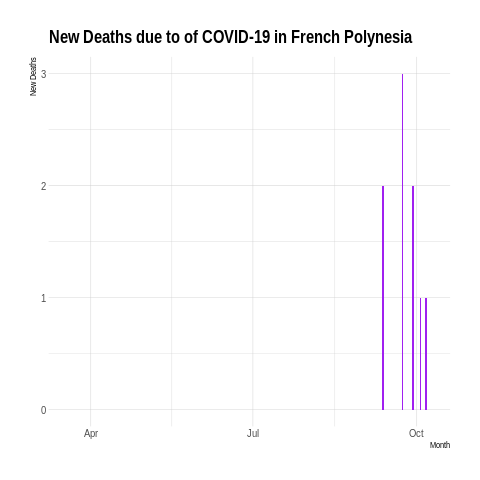 New Deaths due to of COVID-19 in French Polynesia
New Deaths
3
2
1
0
Apr Jul Oct
Month